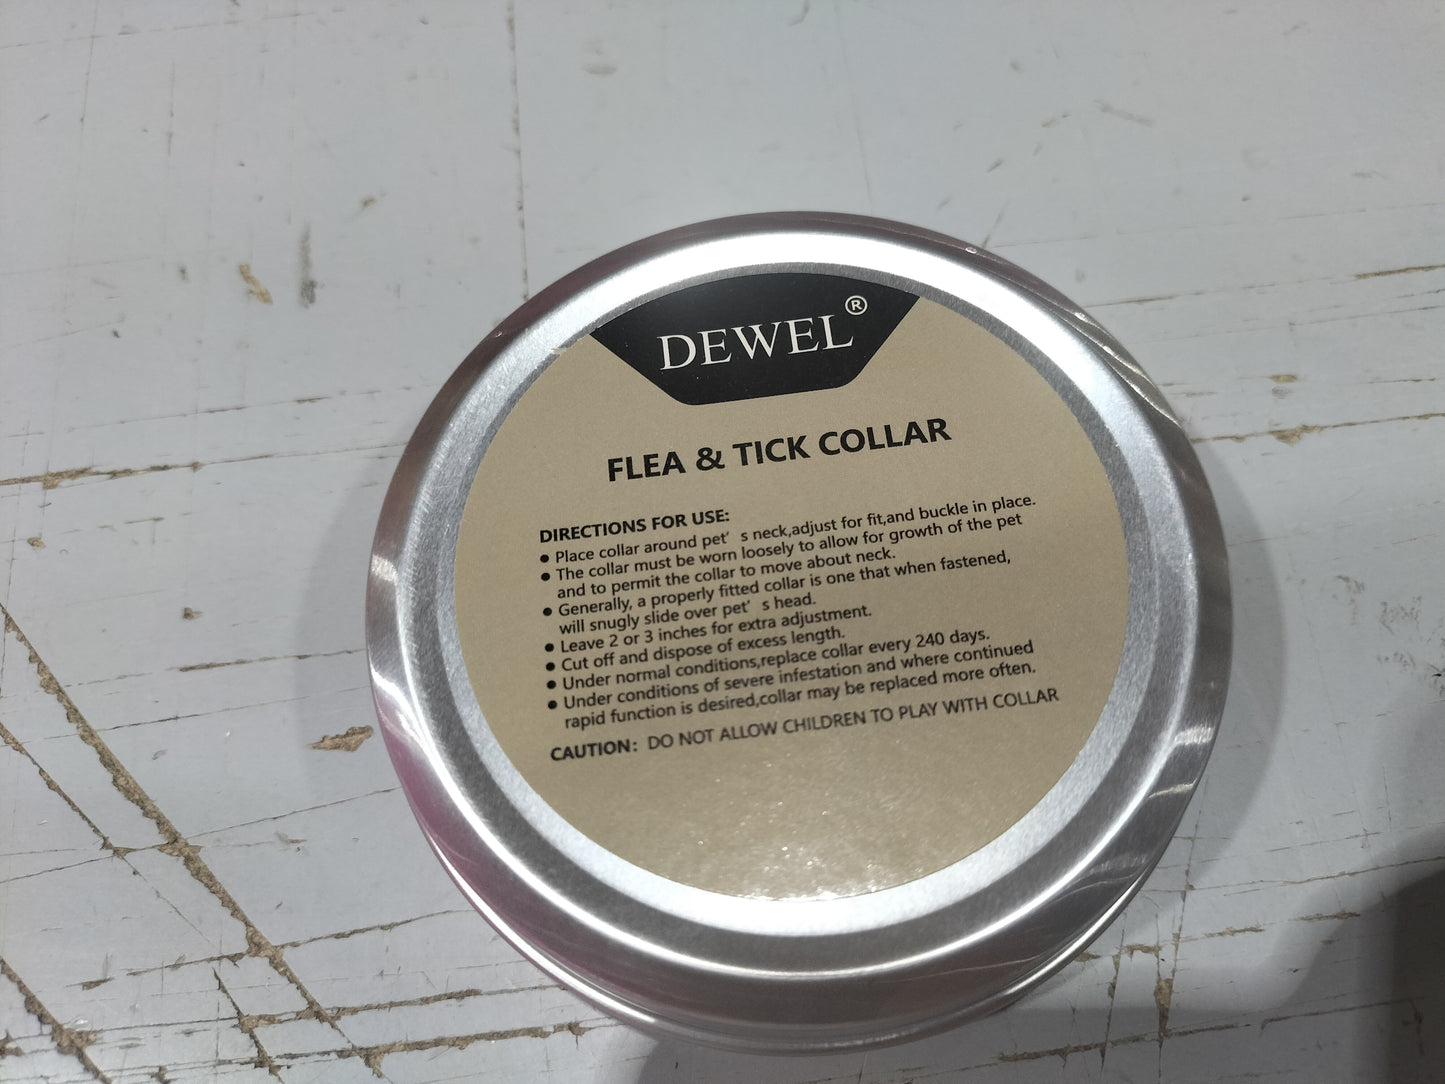 DEWEL®
FLEA & TICK COLLAR
DIRECTIONS FOR USE:
● Place collar around pet’ s neck,adjust for fit,and buckle in place.
● The collar must be worn loosely to allow for growth of the pet
and to permit the collar to move about neck.
● Generally, a properly fitted collar is one that when fastened,
will snugly slide over pet’ s head.
● Leave 2 or 3 inches for extra adjustment.
● Cut off and dispose of excess length.
● Under normal conditions,replace collar every 240 days.
● Under conditions of severe infestation and where continued
rapid function is desired,collar may be replaced more often.
CAUTION: DO NOT ALLOW CHILDREN TO PLAY WITH COLLAR